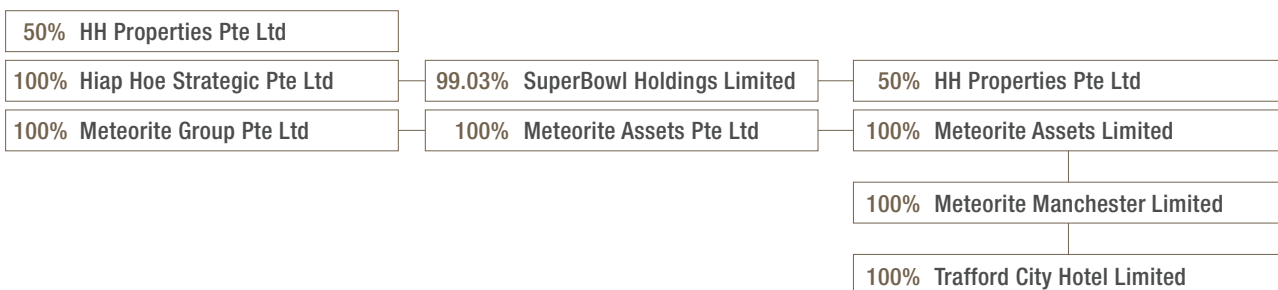 50% HH Properties Pte Ltd
100% Hiap Hoe Strategic Pte Ltd
99.03% SuperBowl Holdings Limited
50% HH Properties Pte Ltd
100% Meteorite Group Pte Ltd
100% Meteorite Assets Pte Ltd
100% Meteorite Assets Limited
100% Meteorite Manchester Limited
100% Trafford City Hotel Limited